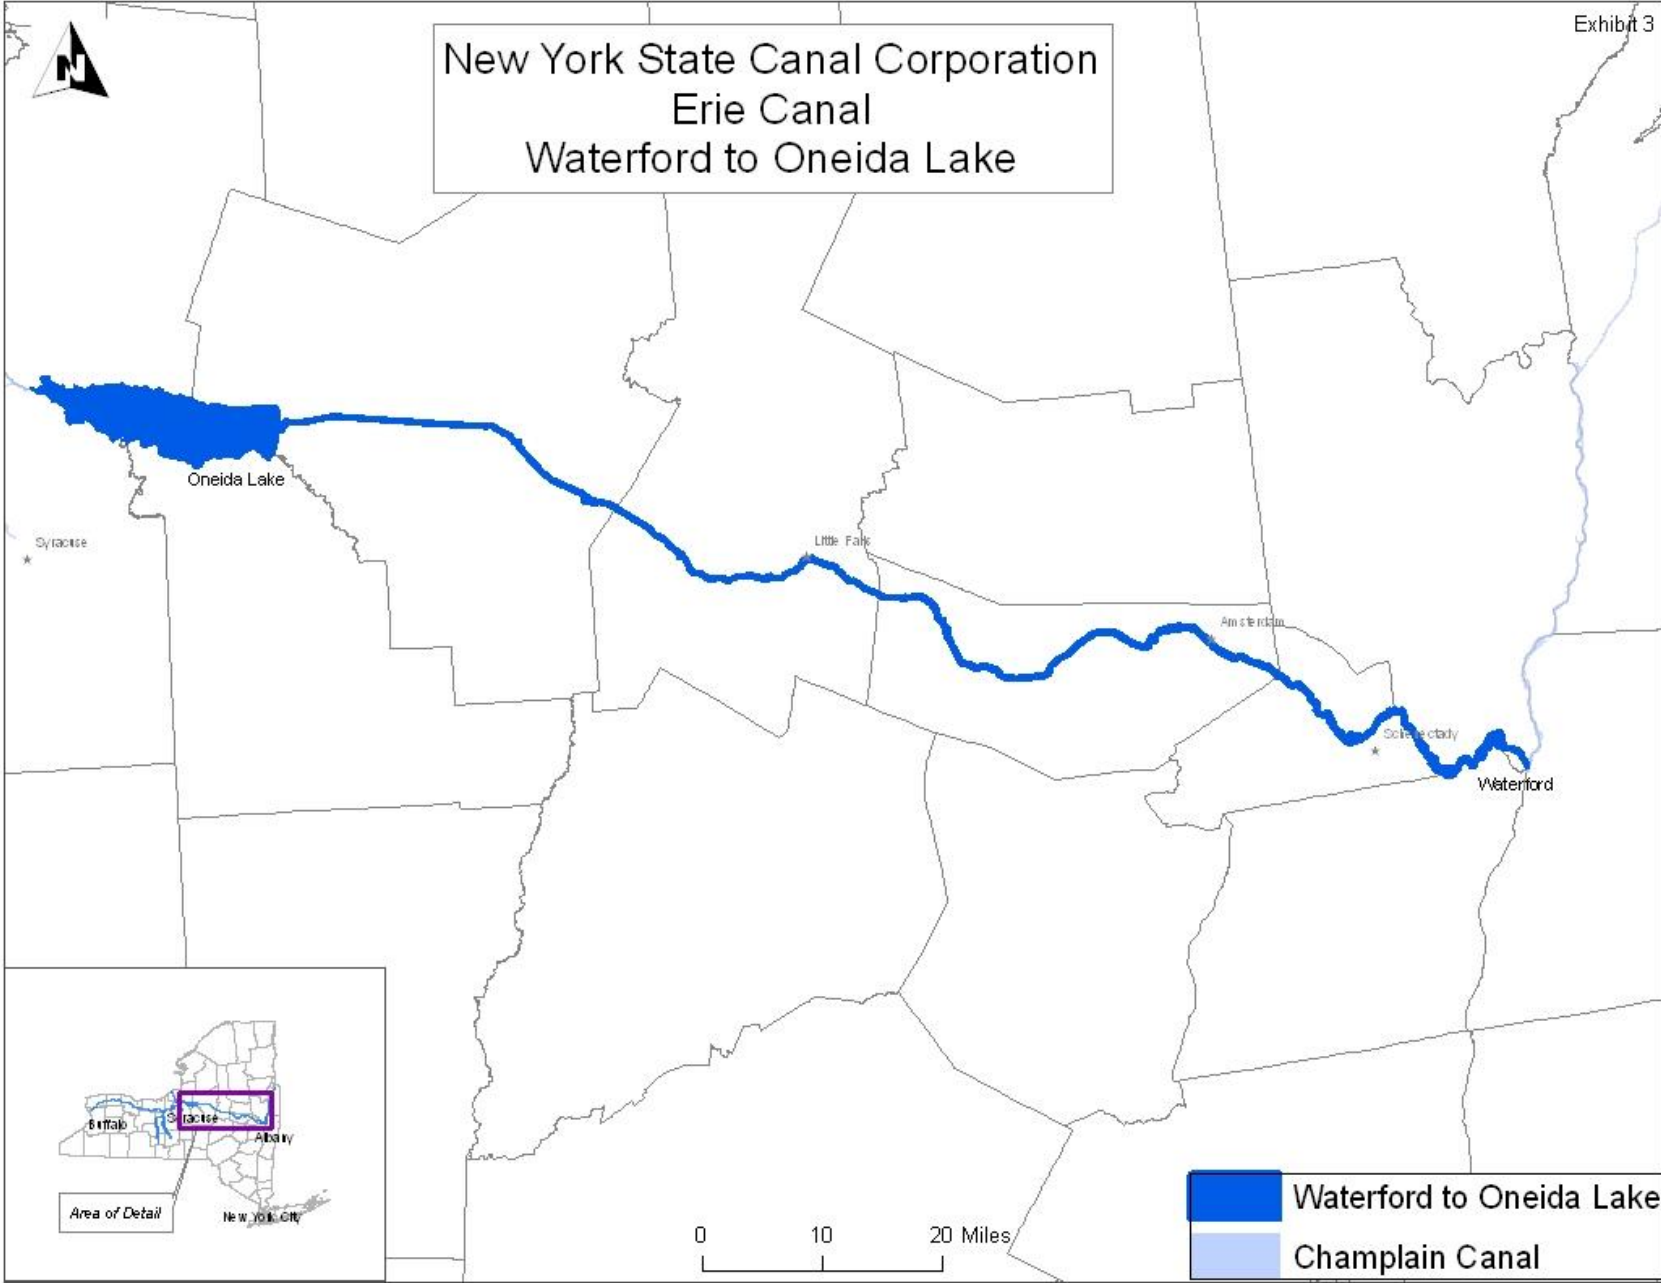 Exhibit 3
N
New York State Canal Corporation
Erie Canal
Waterford to Oneida Lake
Oneida Lake
Syracuse
Little Falls
Amsterdam
Schenectady
Waterford
Buffalo
Syracuse
Albany
Area of Detail
New York City
0 10 20 Miles
Waterford to Oneida Lake
Champlain Canal